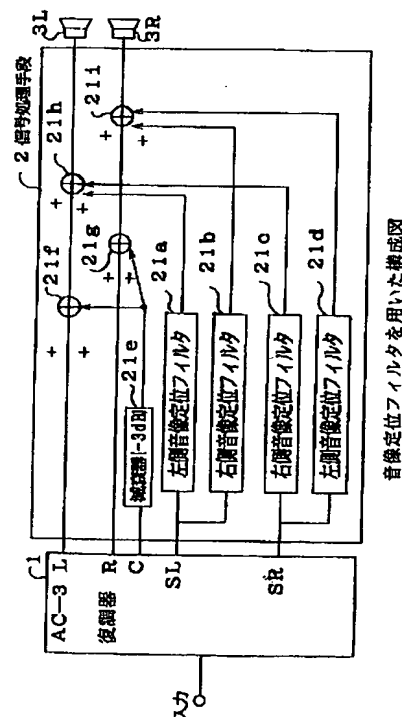 入力
1
AC-3
復調器
L
R
C
SL
SR
2 信号処理手段
21f
21h
3L
21g
21i
3R
+
+
+
+
+
+
+
+
減衰器(-3dB)
21e
左側音像定位フィルタ
21a
右側音像定位フィルタ
21b
右側音像定位フィルタ
21c
左側音像定位フィルタ
21d
音像定位フィルタを用いた構成図